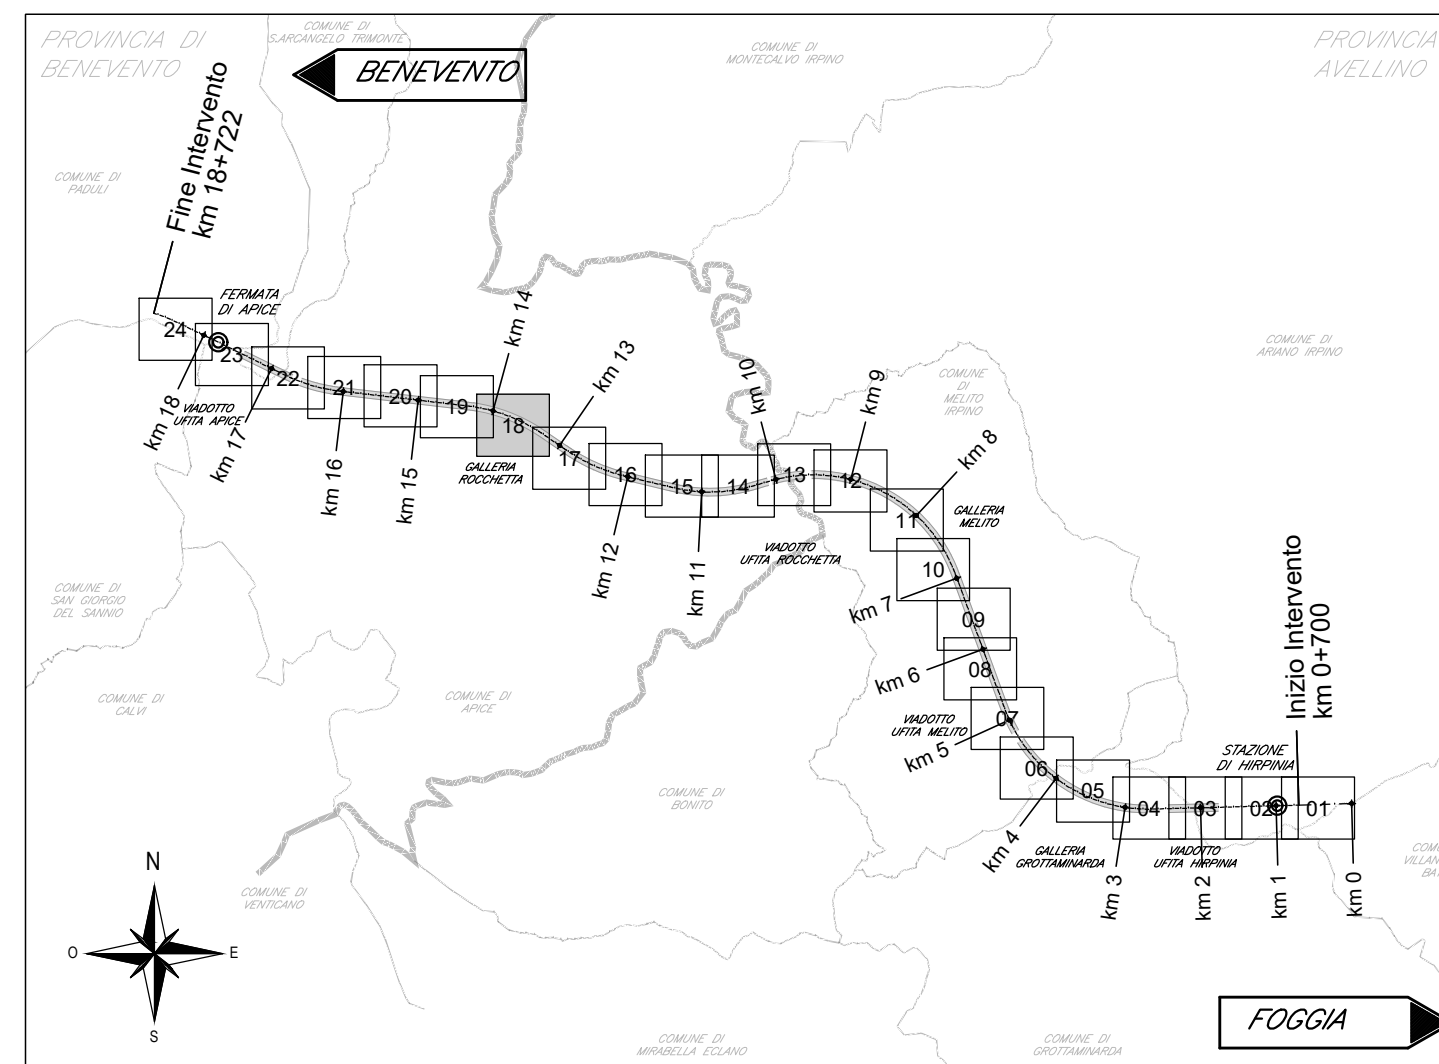 PROVINCIA DI
BENEVENTO
COMUNE DI
S.ARCANGELO TRIMONTE
BENEVENTO
COMUNE DI
MONTECALVO IRPINO
PROVINCIA
AVELLINO
Fine Intervento
km 18+722
COMUNE DI
PADULI
FERMATA
DI APICE
24
23
22
21
20
19
18
17
16
15
14
13
12
11
10
09
08
07
06
05
04
03
02
01
km 18
km 17
km 16
km 15
km 14
km 13
km 12
km 11
km 10
km 9
km 8
km 7
km 6
km 5
km 4
km 3
km 2
km 1
km 0
VIADOTTO
UFITA APICE
GALLERIA
ROCCHETTA
VIADOTTO
UFITA ROCCHETTA
GALLERIA
MELITO
COMUNE DI
ARIANO IRPINO
COMUNE
DI
MELITO
IRPINO
COMUNE DI
SAN GIORGIO
DEL SANNIO
COMUNE DI
CALVI
COMUNE DI
APICE
VIADOTTO
UFITA MELITO
Inizio Intervento
km 0+700
STAZIONE
DI HIRPINIA
COMUNE DI
BONITO
GALLERIA
GROTTAMINARDA
VIADOTTO
UFITA HIRPINIA
COMUNE DI
VENTICANO
N
O
E
S
FOGGIA
COMUNE DI
MIRABELLA ECLANO
COMUNE DI
GROTTAMINARDA